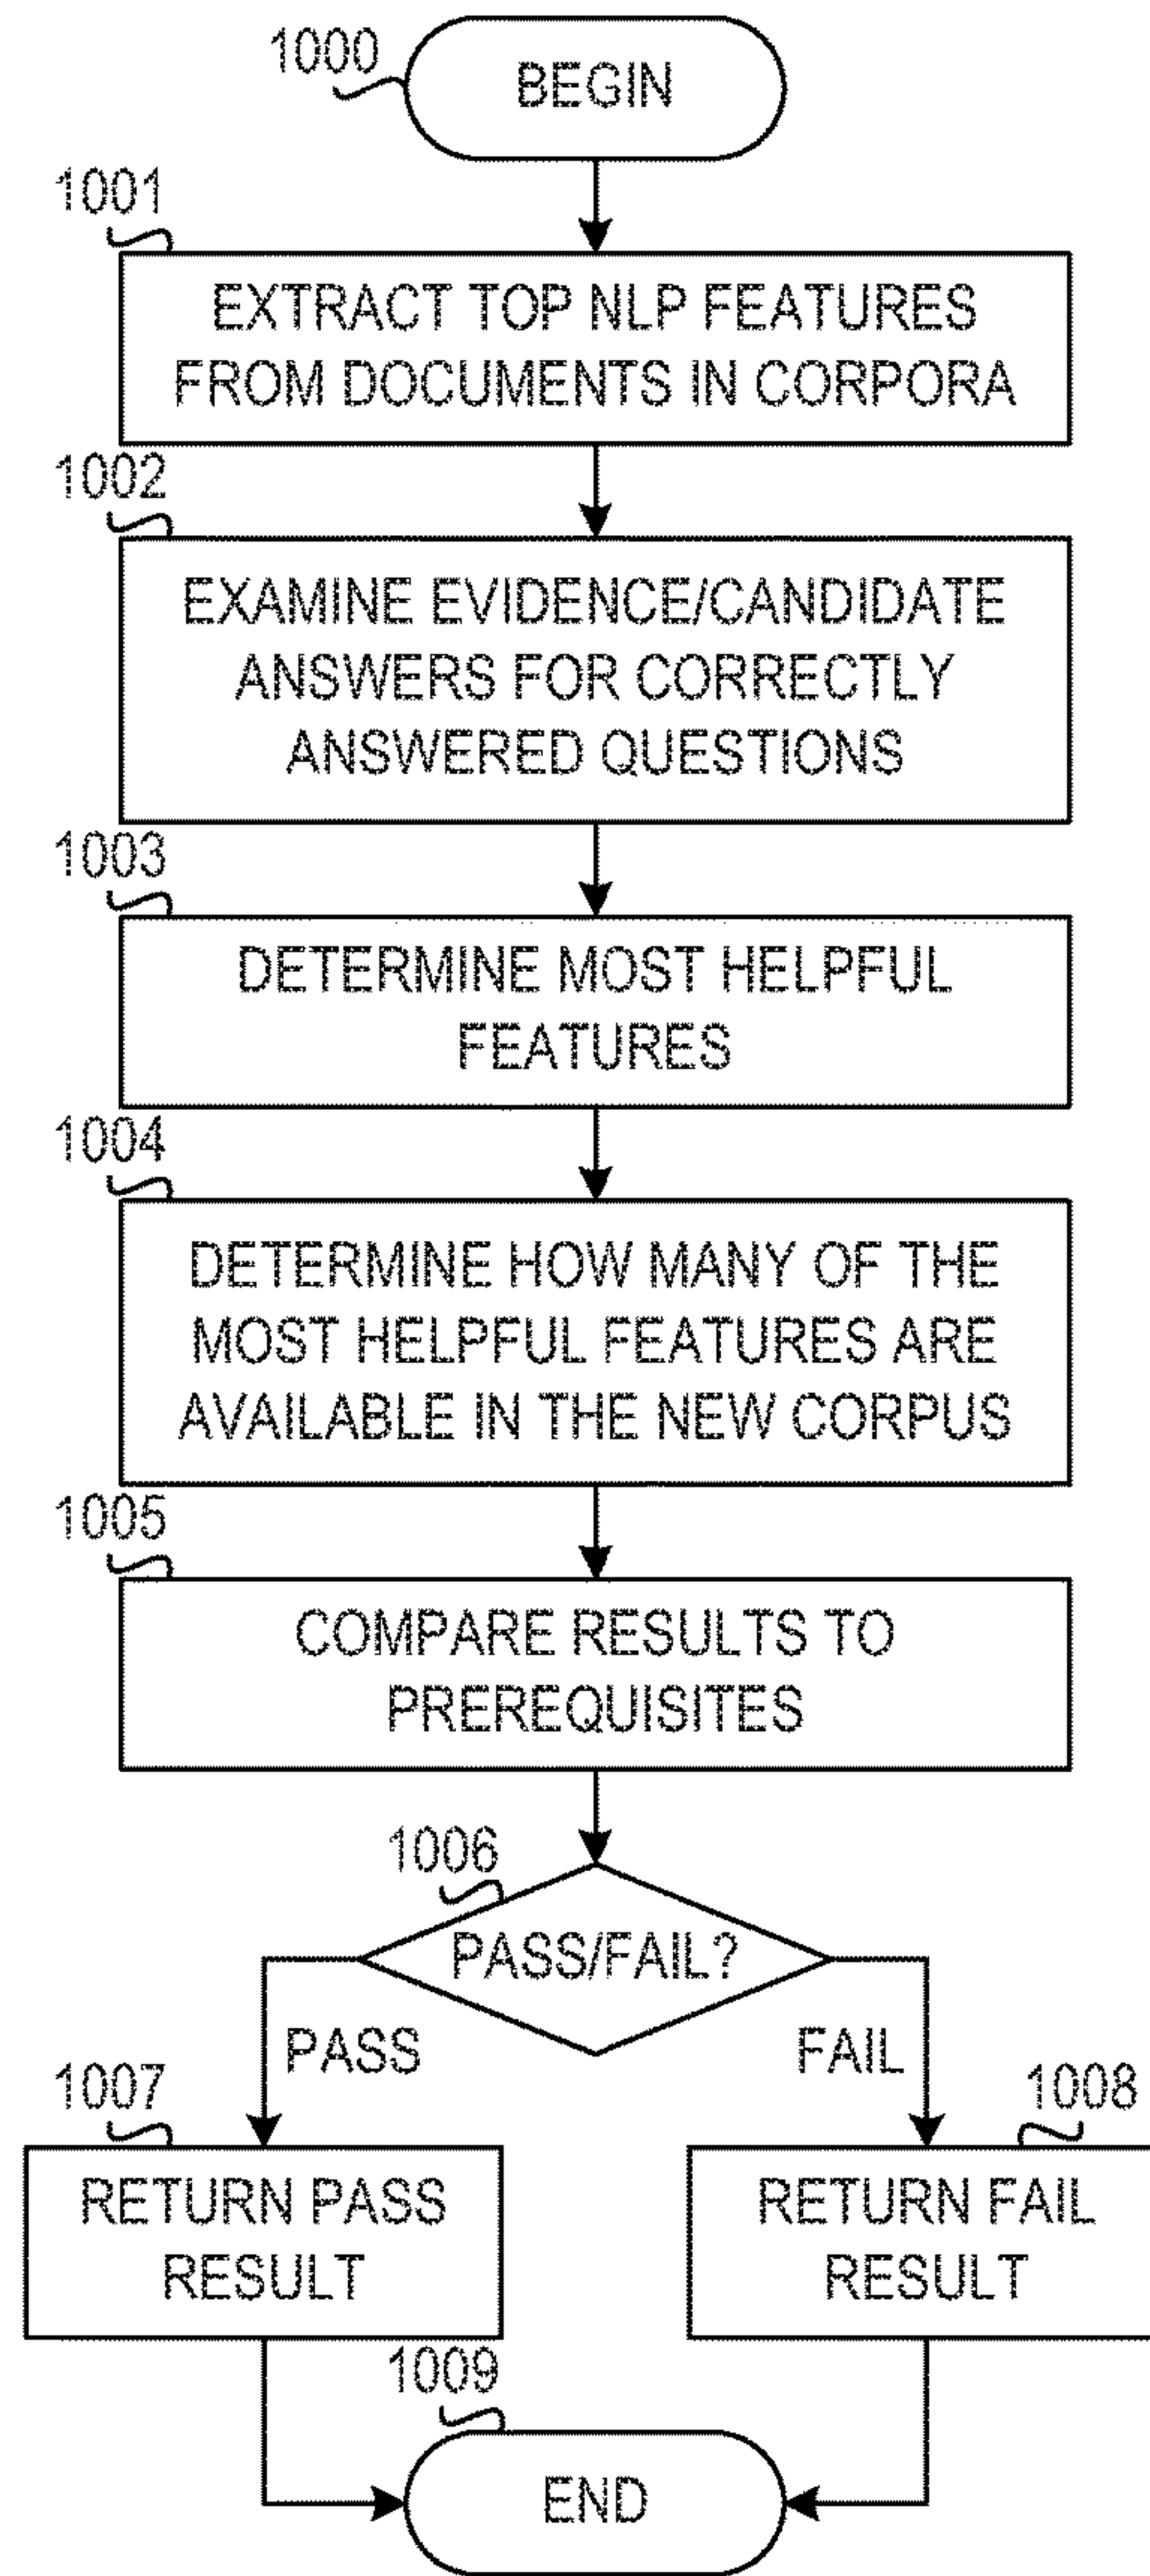 1000
BEGIN
1001
EXTRACT TOP NLP FEATURES
FROM DOCUMENTS IN CORPORA
1002
EXAMINE EVIDENCE/CANDIDATE
ANSWERS FOR CORRECTLY
ANSWERED QUESTIONS
1003
DETERMINE MOST HELPFUL
FEATURES
1004
DETERMINE HOW MANY OF THE
MOST HELPFUL FEATURES ARE
AVAILABLE IN THE NEW CORPUS
1005
COMPARE RESULTS TO
PREREQUISITES
1006
PASS/FAIL?
PASS
FAIL
1007
RETURN PASS
RESULT
1008
RETURN FAIL
RESULT
1009
END